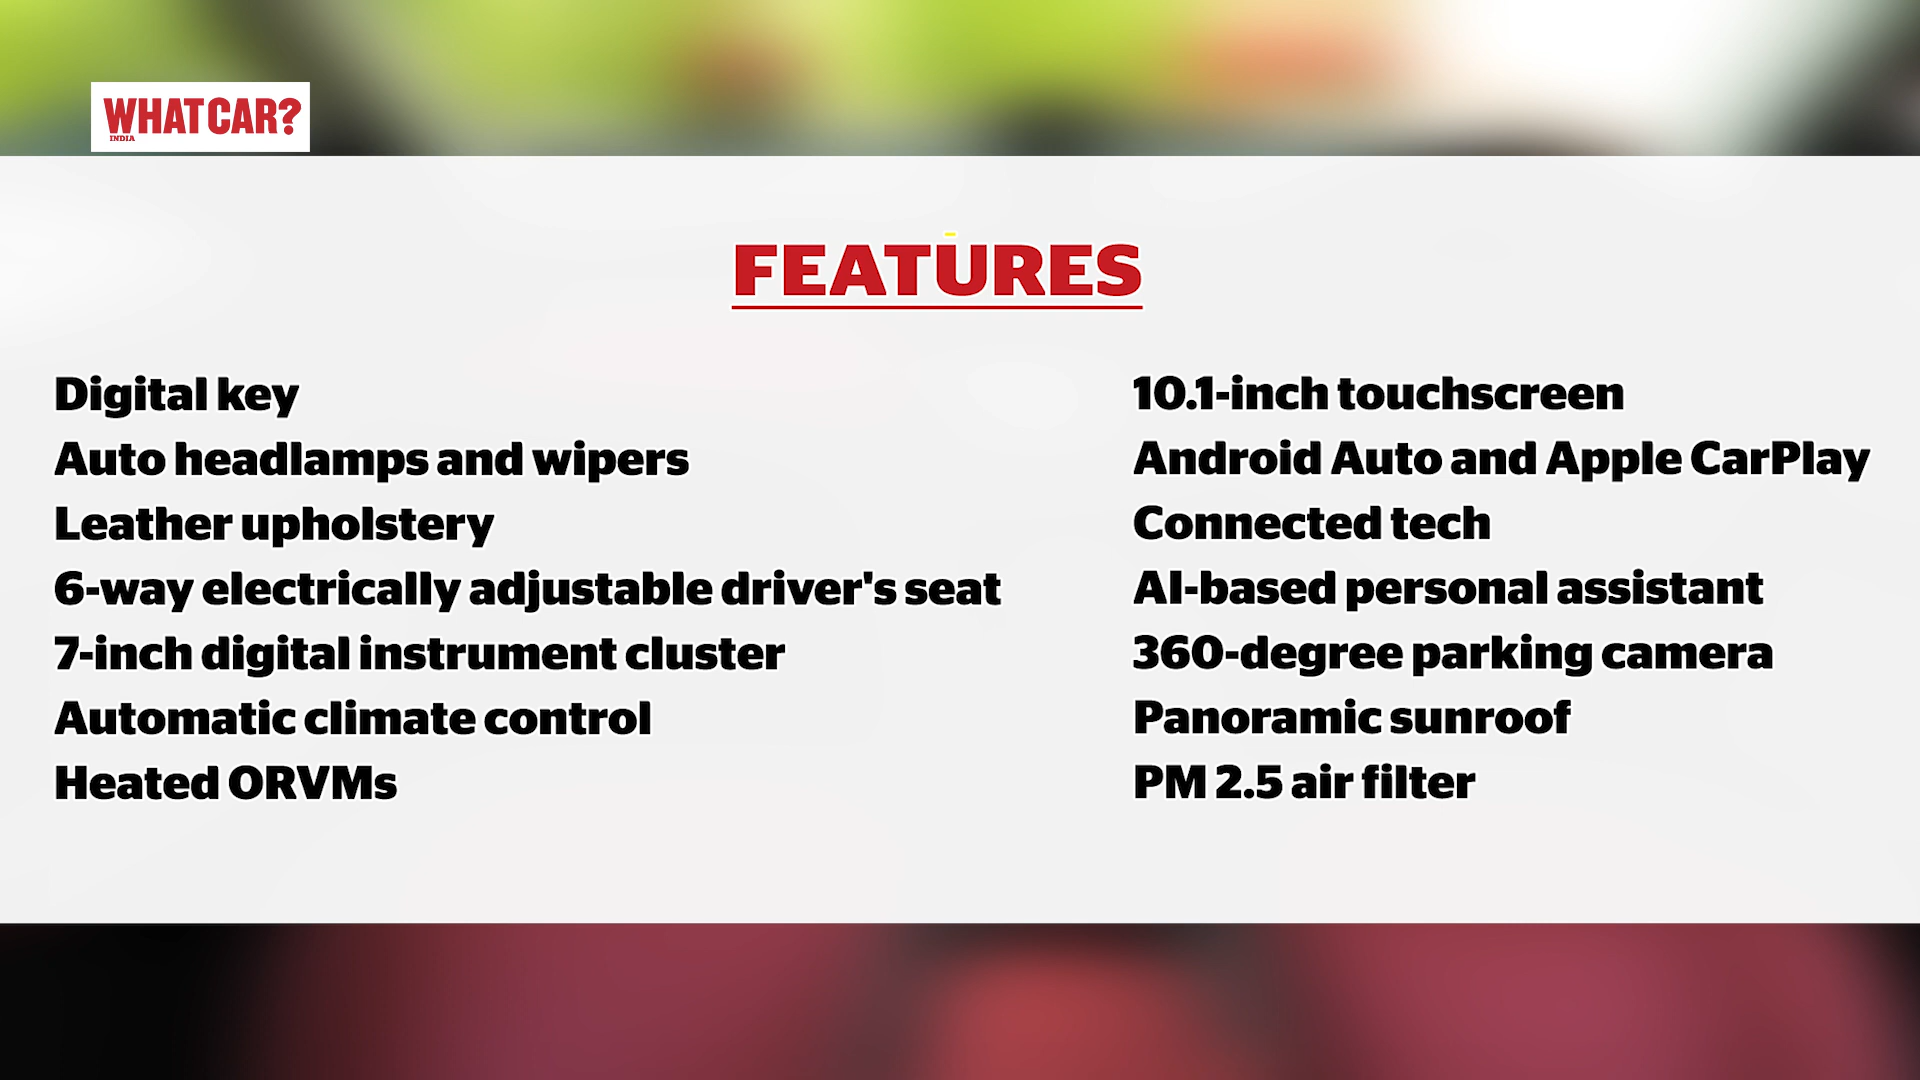 WHAT CAR?
INDIA
FEATURES
Digital key
Auto headlamps and wipers
Leather upholstery
6-way electrically adjustable driver's seat
7-inch digital instrument cluster
Automatic climate control
Heated ORVMs
10.1-inch touchscreen
Android Auto and Apple CarPlay
Connected tech
AI-based personal assistant
360-degree parking camera
Panoramic sunroof
PM 2.5 air filter